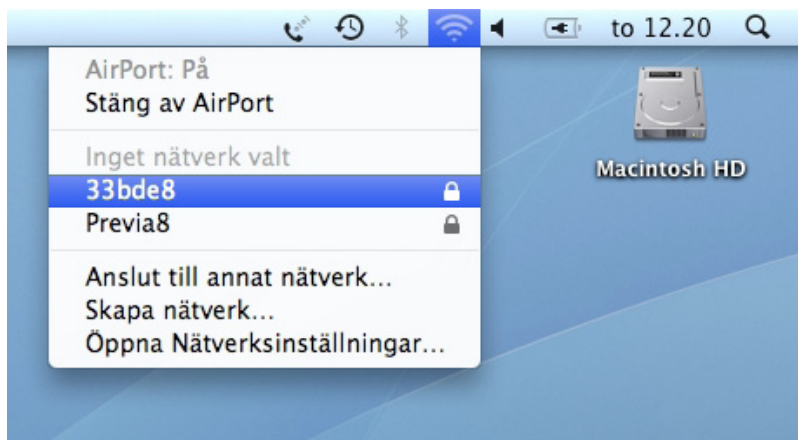 to 12.20
AirPort: På
Stäng av AirPort
Inget nätverk valt
33bde8
Previa8
Anslut till annat nätverk...
Skapa nätverk...
Öppna Nätverksinställningar...
Macintosh HD